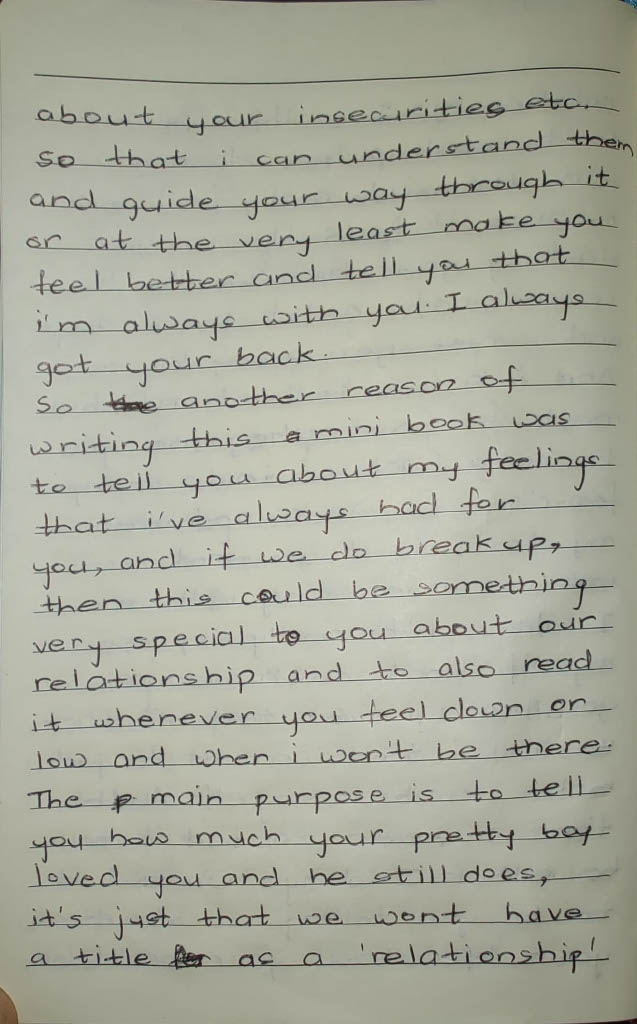 about your insecurities etc.
so that i can understand them
and guide your way through it
or at the very least make you
feel better and tell you that
i'm always with you. I always
got your back.
So another reason of
writing this mini book was
to tell you about my feelings
that i've always had for
you, and if we do break up,
then this could be something
very special to you about our
relationship and to also read
it whenever you feel down or
low and when i won't be there.
The main purpose is to tell
you how much your pretty boy
loved you and he still does,
it's just that we wont have
a title as a 'relationship'